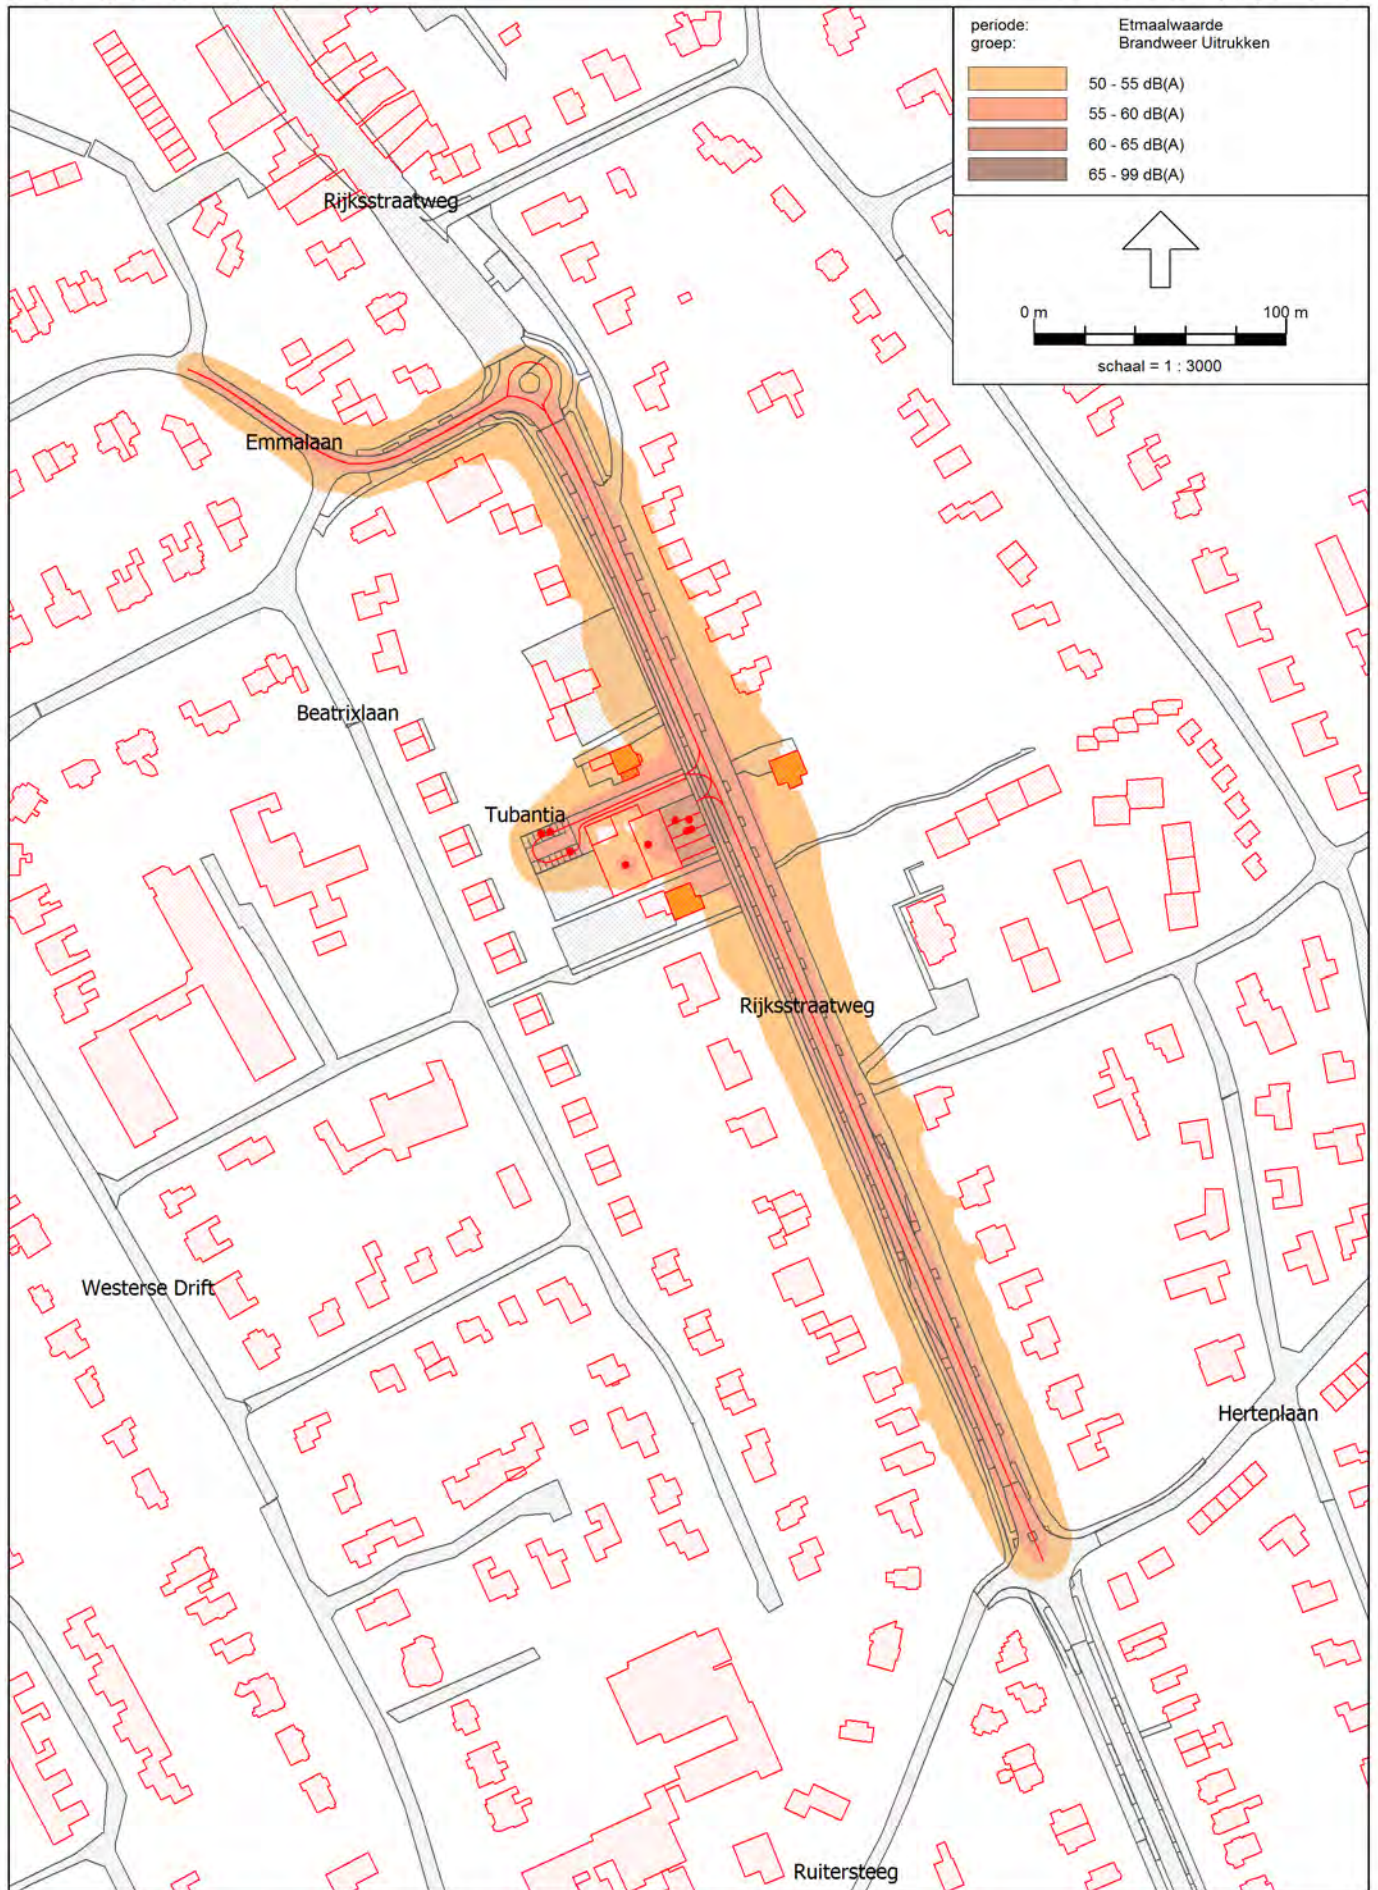 periode: Etmaalwaarde
groep: Brandweer Uitrukken
50 - 55 dB(A)
55 - 60 dB(A)
60 - 65 dB(A)
65 - 99 dB(A)
0 m 100 m
schaal = 1 : 3000
Rijksstraatweg
Emmalaan
Beatrixlaan
Tubantia
Rijksstraatweg
Westerse Drift
Hertenlaan
Ruitersteeg